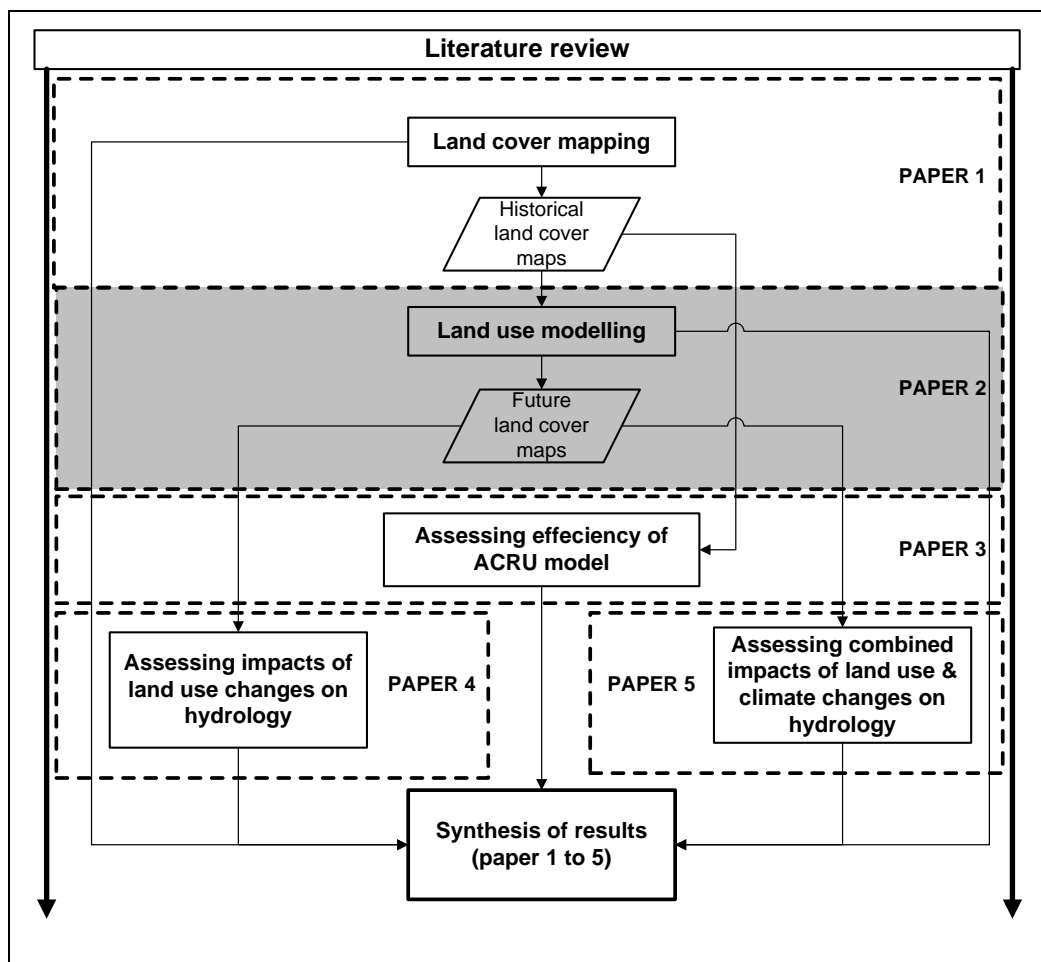 Literature review
Land cover mapping
PAPER 1
Historical
land cover
maps
Land use modelling
PAPER 2
Future
land cover
maps
Assessing effeciency of
ACRU model
PAPER 3
Assessing impacts of
land use changes on
hydrology
PAPER 4
PAPER 5
Assessing combined
impacts of land use &
climate changes on
hydrology
Synthesis of results
(paper 1 to 5)